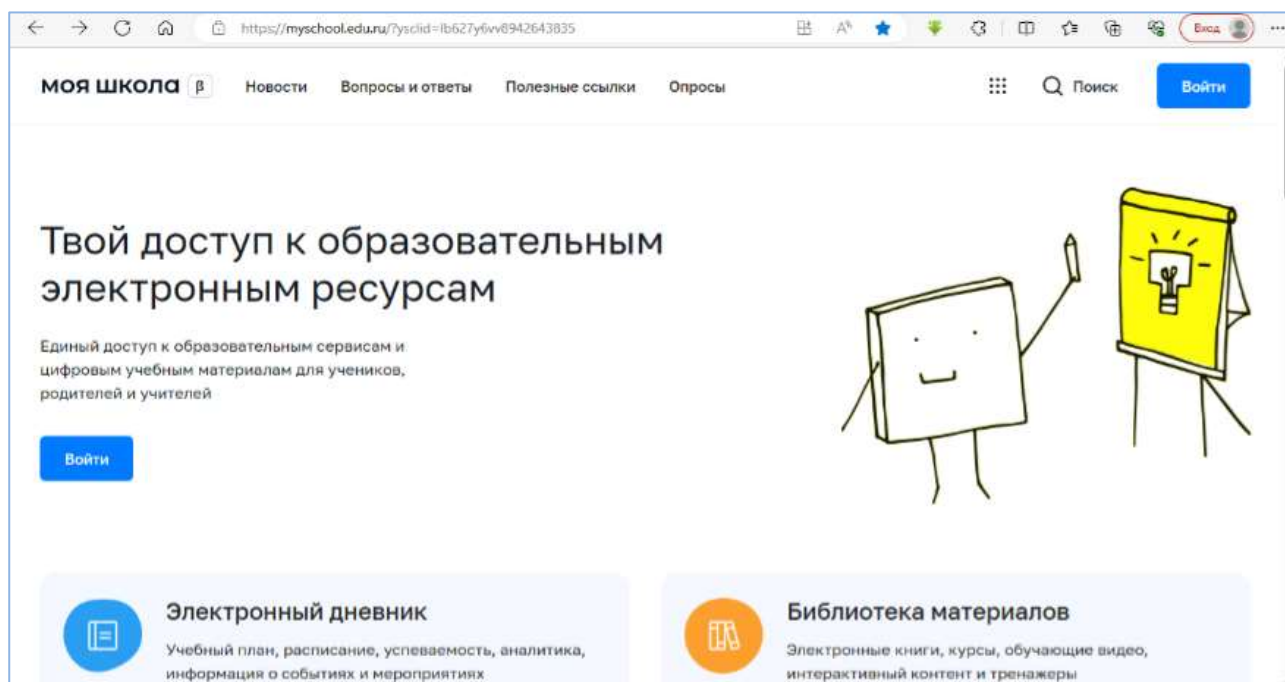 https://myschool.edu.ru/?ysclid=lb627y6vv8942643835
Вход
МОЯ ШКОЛА β Новости Вопросы и ответы Полезные ссылки Опросы Поиск Войти
Твой доступ к образовательным
электронным ресурсам
Единый доступ к образовательным сервисам и
цифровым учебным материалам для учеников,
родителей и учителей
Войти
Электронный дневник
Учебный план, расписание, успеваемость, аналитика,
информация о событиях и мероприятиях
Библиотека материалов
Электронные книги, курсы, обучающие видео,
интерактивный контент и тренажеры